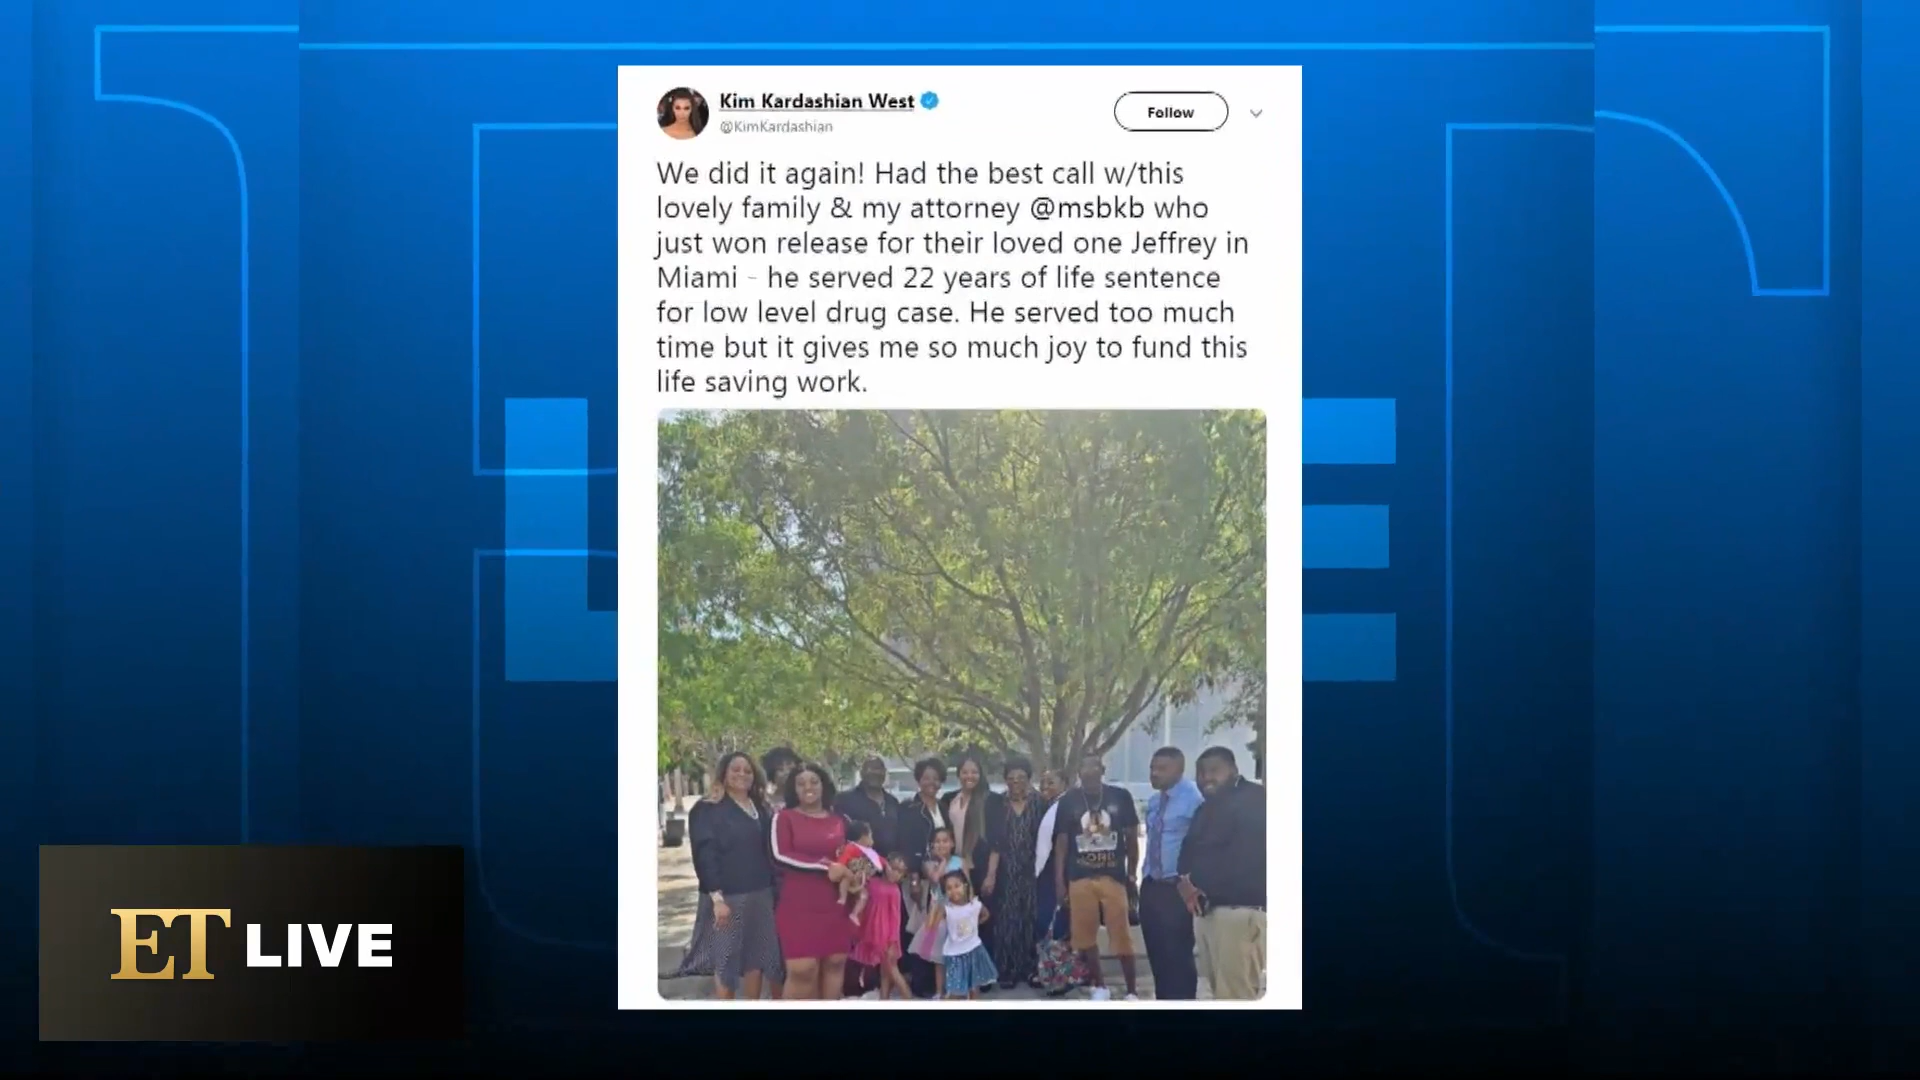 Kim Kardashian West
@KimKardashian
Follow
We did it again! Had the best call w/this
lovely family & my attorney @msbkb who
just won release for their loved one Jeffrey in
Miami - he served 22 years of life sentence
for low level drug case. He served too much
time but it gives me so much joy to fund this
life saving work.
LORD
ET LIVE